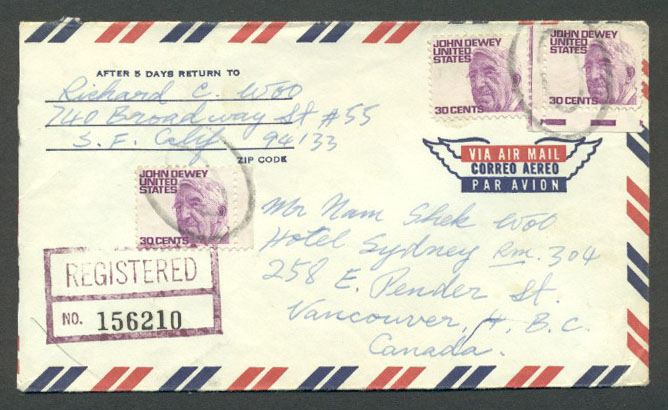 AFTER 5 DAYS RETURN TO
Richard C. Woo
740 Broadway St #55
S. F. Calif 94133
ZIP CODE
JOHN DEWEY
UNITED
STATES
30 CENTS
JOHN DEWEY
UNITED
STATES
30 CENTS
VIA AIR MAIL
CORREO AEREO
PAR AVION
JOHN DEWEY
UNITED
STATES
30 CENTS
REGISTERED
NO. 156210
Mr Nam Shek Woo
Hotel Sydney Rm. 304
258 E. Pender St.
Vancouver, B. C.
Canada.